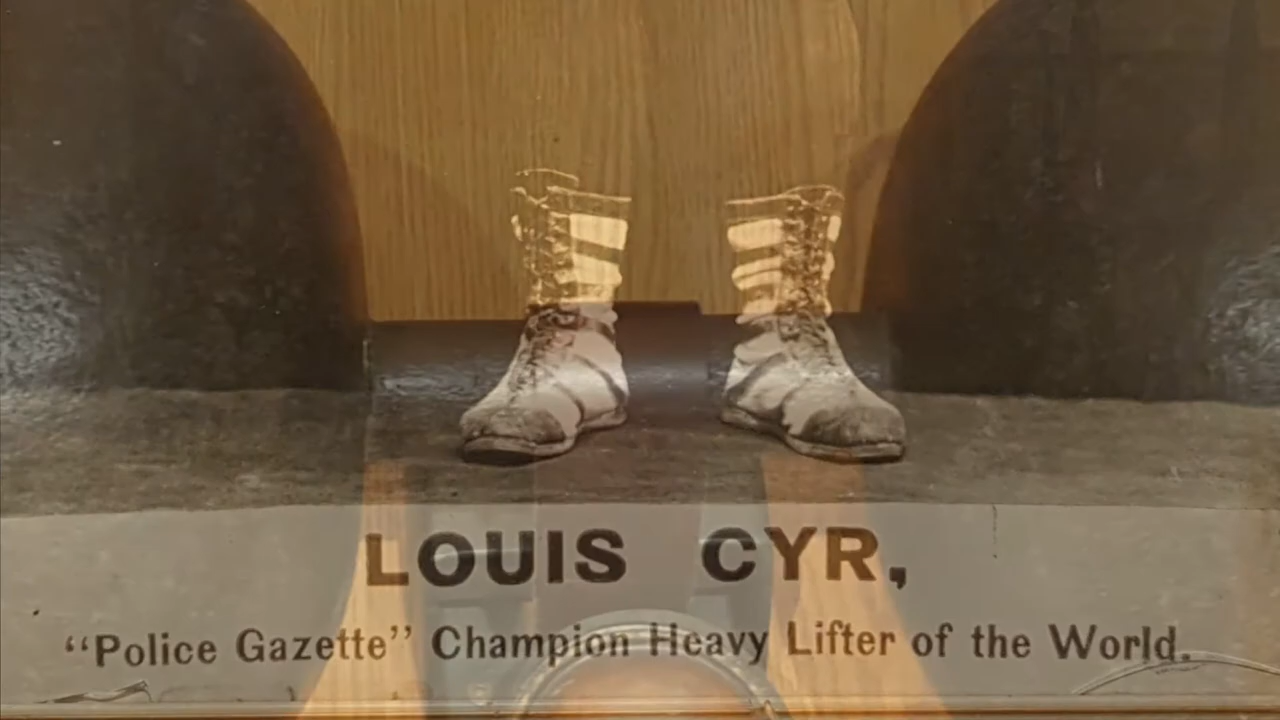 LOUIS CYR,
“Police Gazette” Champion Heavy Lifter of the World.